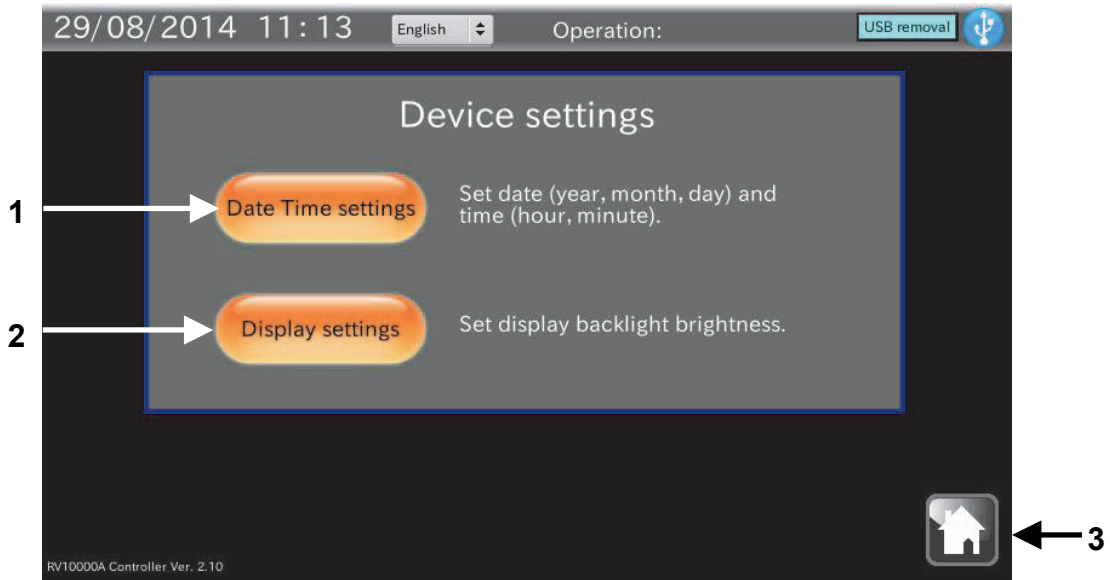 29/08/2014 11:13 English Operation: USB removal
Device settings
1
Date Time settings
Set date (year, month, day) and
time (hour, minute).
2
Display settings
Set display backlight brightness.
3
RV10000A Controller Ver. 2.10